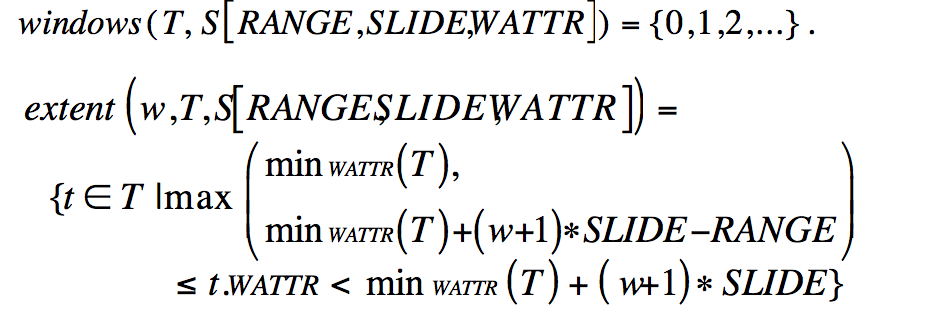 windows(T, S[RANGE,SLIDE,WATTR]) = {0,1,2,...} .
extent (w,T,S[RANGE,SLIDE,WATTR]) =
{t ∈ T |max ( min WATTR(T),
min WATTR(T)+(w+1)*SLIDE−RANGE )
≤ t.WATTR < min WATTR (T) + ( w+1)* SLIDE}